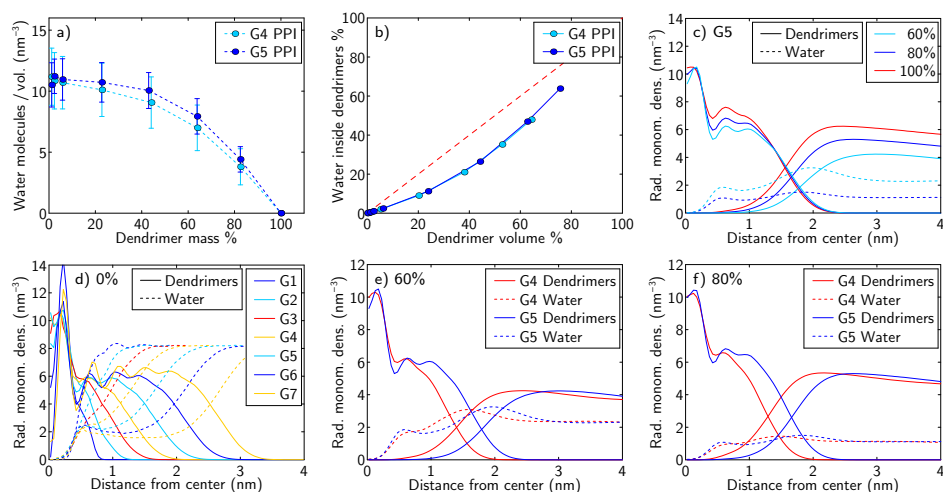 a)
G4 PPI
G5 PPI
Water molecules / vol. (nm⁻³)
15
10
5
0
0 20 40 60 80 100
Dendrimer mass %
b)
G4 PPI
G5 PPI
Water inside dendrimers %
100
80
60
40
20
0
0 20 40 60 80 100
Dendrimer volume %
c) G5
Dendrimers
Water
60%
80%
100%
Rad. monom. dens. (nm⁻³)
14
12
10
8
6
4
2
0
0 1 2 3 4
Distance from center (nm)
d) 0%
Dendrimers
Water
G1
G2
G3
G4
G5
G6
G7
Rad. monom. dens. (nm⁻³)
14
12
10
8
6
4
2
0
0 1 2 3 4
Distance from center (nm)
e) 60%
G4 Dendrimers
G4 Water
G5 Dendrimers
G5 Water
Rad. monom. dens. (nm⁻³)
12
10
8
6
4
2
0
0 1 2 3 4
Distance from center (nm)
f) 80%
G4 Dendrimers
G4 Water
G5 Dendrimers
G5 Water
Rad. monom. dens. (nm⁻³)
12
10
8
6
4
2
0
0 1 2 3 4
Distance from center (nm)